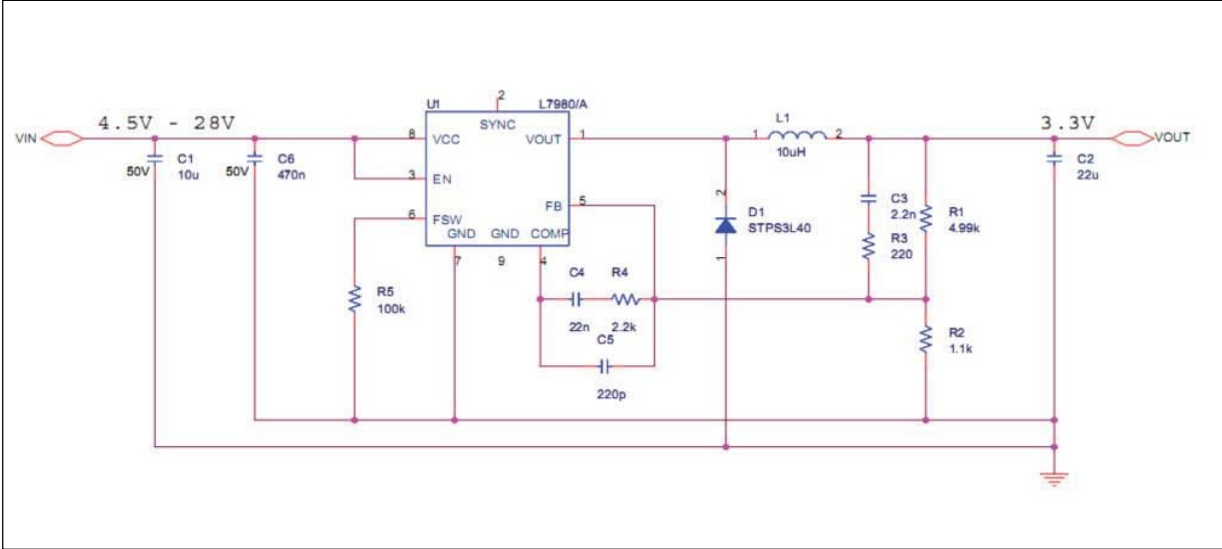 4.5V - 28V
VIN
50V
C1
10u
50V
C6
470n
U1
L7980/A
2
SYNC
8
VCC
VOUT
1
3
EN
6
FSW
FB
5
GND
GND
COMP
7
9
4
R5
100k
C4
R4
22n
2.2k
C5
220p
2
D1
STPS3L40
1
L1
1
2
10uH
C3
2.2n
R3
220
R1
4.99k
R2
1.1k
3.3V
VOUT
C2
22u